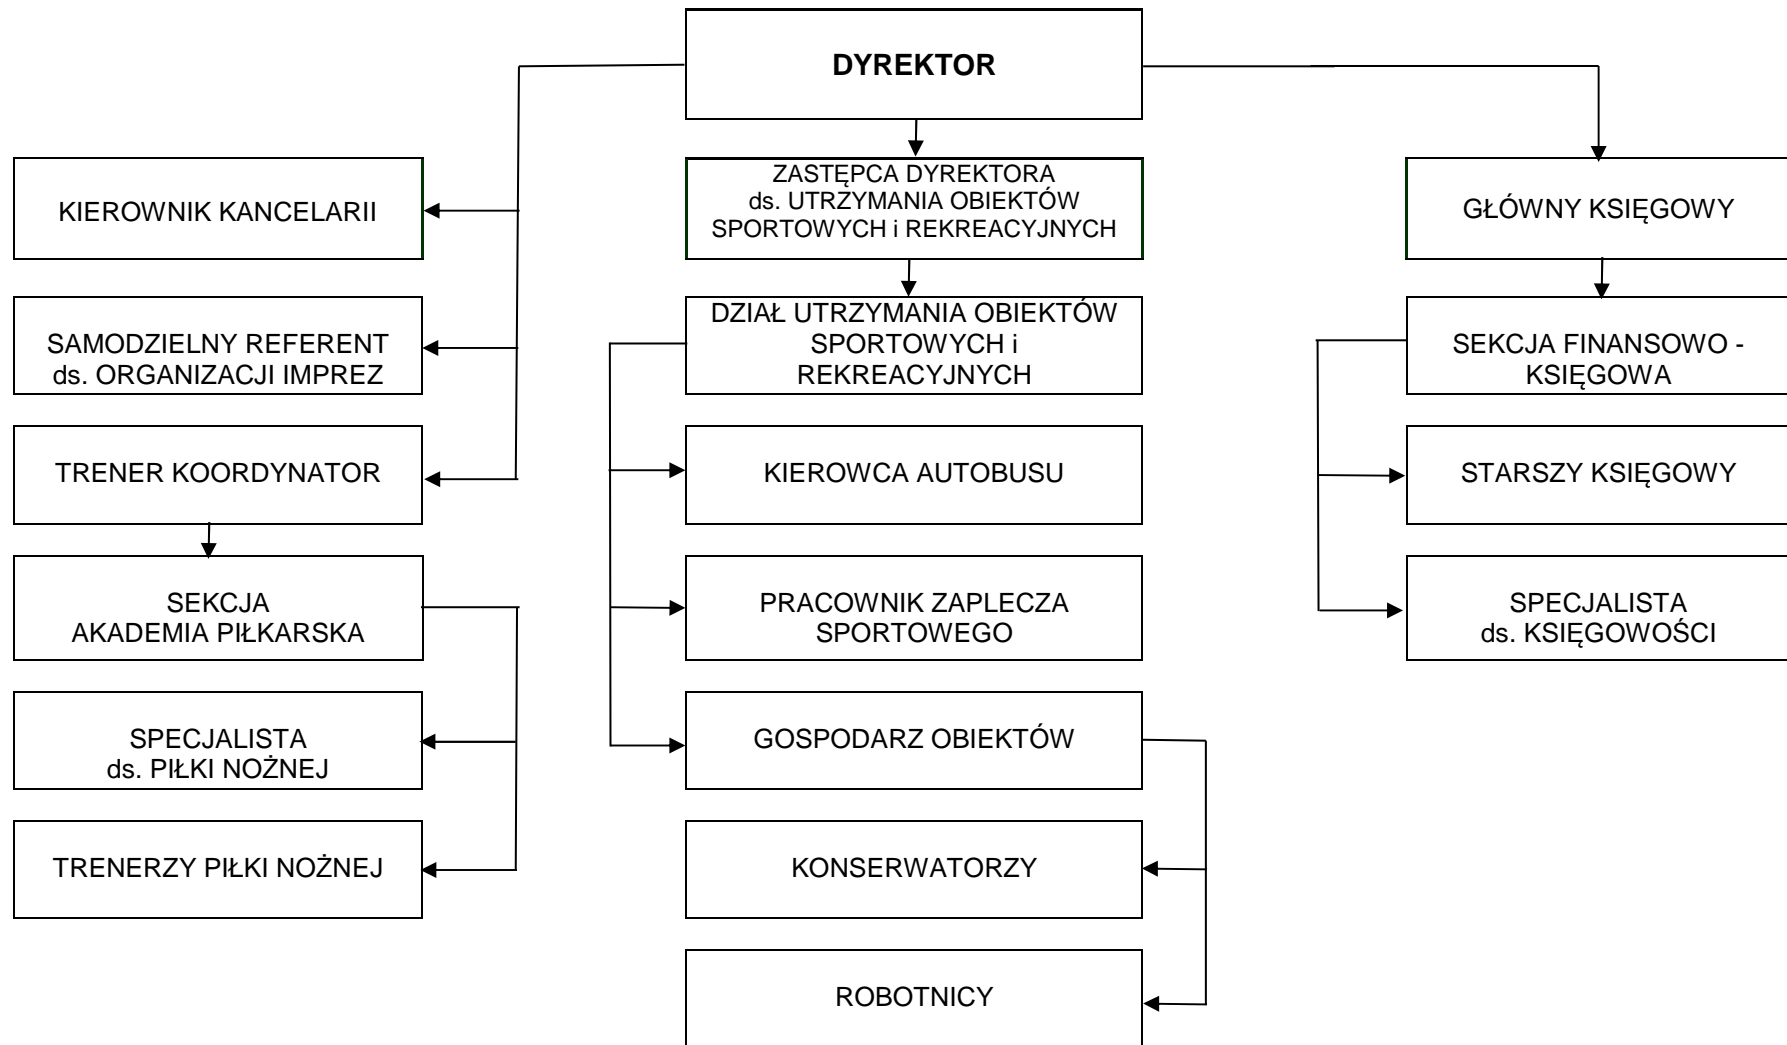 DYREKTOR
KIEROWNIK KANCELARII
ZASTĘPCA DYREKTORA
ds. UTRZYMANIA OBIEKTÓW
SPORTOWYCH i REKREACYJNYCH
GŁÓWNY KSIĘGOWY
SAMODZIELNY REFERENT
ds. ORGANIZACJI IMPREZ
DZIAŁ UTRZYMANIA OBIEKTÓW
SPORTOWYCH i
REKREACYJNYCH
SEKCJA FINANSOWO -
KSIĘGOWA
TRENER KOORDYNATOR
KIEROWCA AUTOBUSU
STARSZY KSIĘGOWY
SEKCJA
AKADEMIA PIŁKARSKA
PRACOWNIK ZAPLECZA
SPORTOWEGO
SPECJALISTA
ds. KSIĘGOWOŚCI
SPECJALISTA
ds. PIŁKI NOŻNEJ
GOSPODARZ OBIEKTÓW
TRENERZY PIŁKI NOŻNEJ
KONSERWATORZY
ROBOTNICY